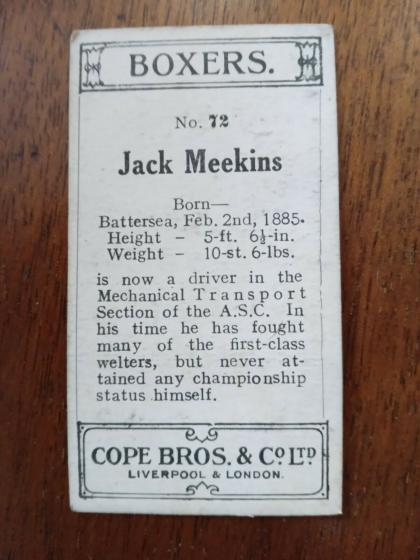 BOXERS.
No. 72
Jack Meekins
Born—
Battersea, Feb. 2nd, 1885.
Height - 5-ft. 6½-in.
Weight - 10-st. 6-lbs.
is now a driver in the
Mechanical Transport
Section of the A.S.C. In
his time he has fought
many of the first-class
welters, but never at-
tained any championship
status himself.
COPE BROS. & Co LTD
LIVERPOOL & LONDON.